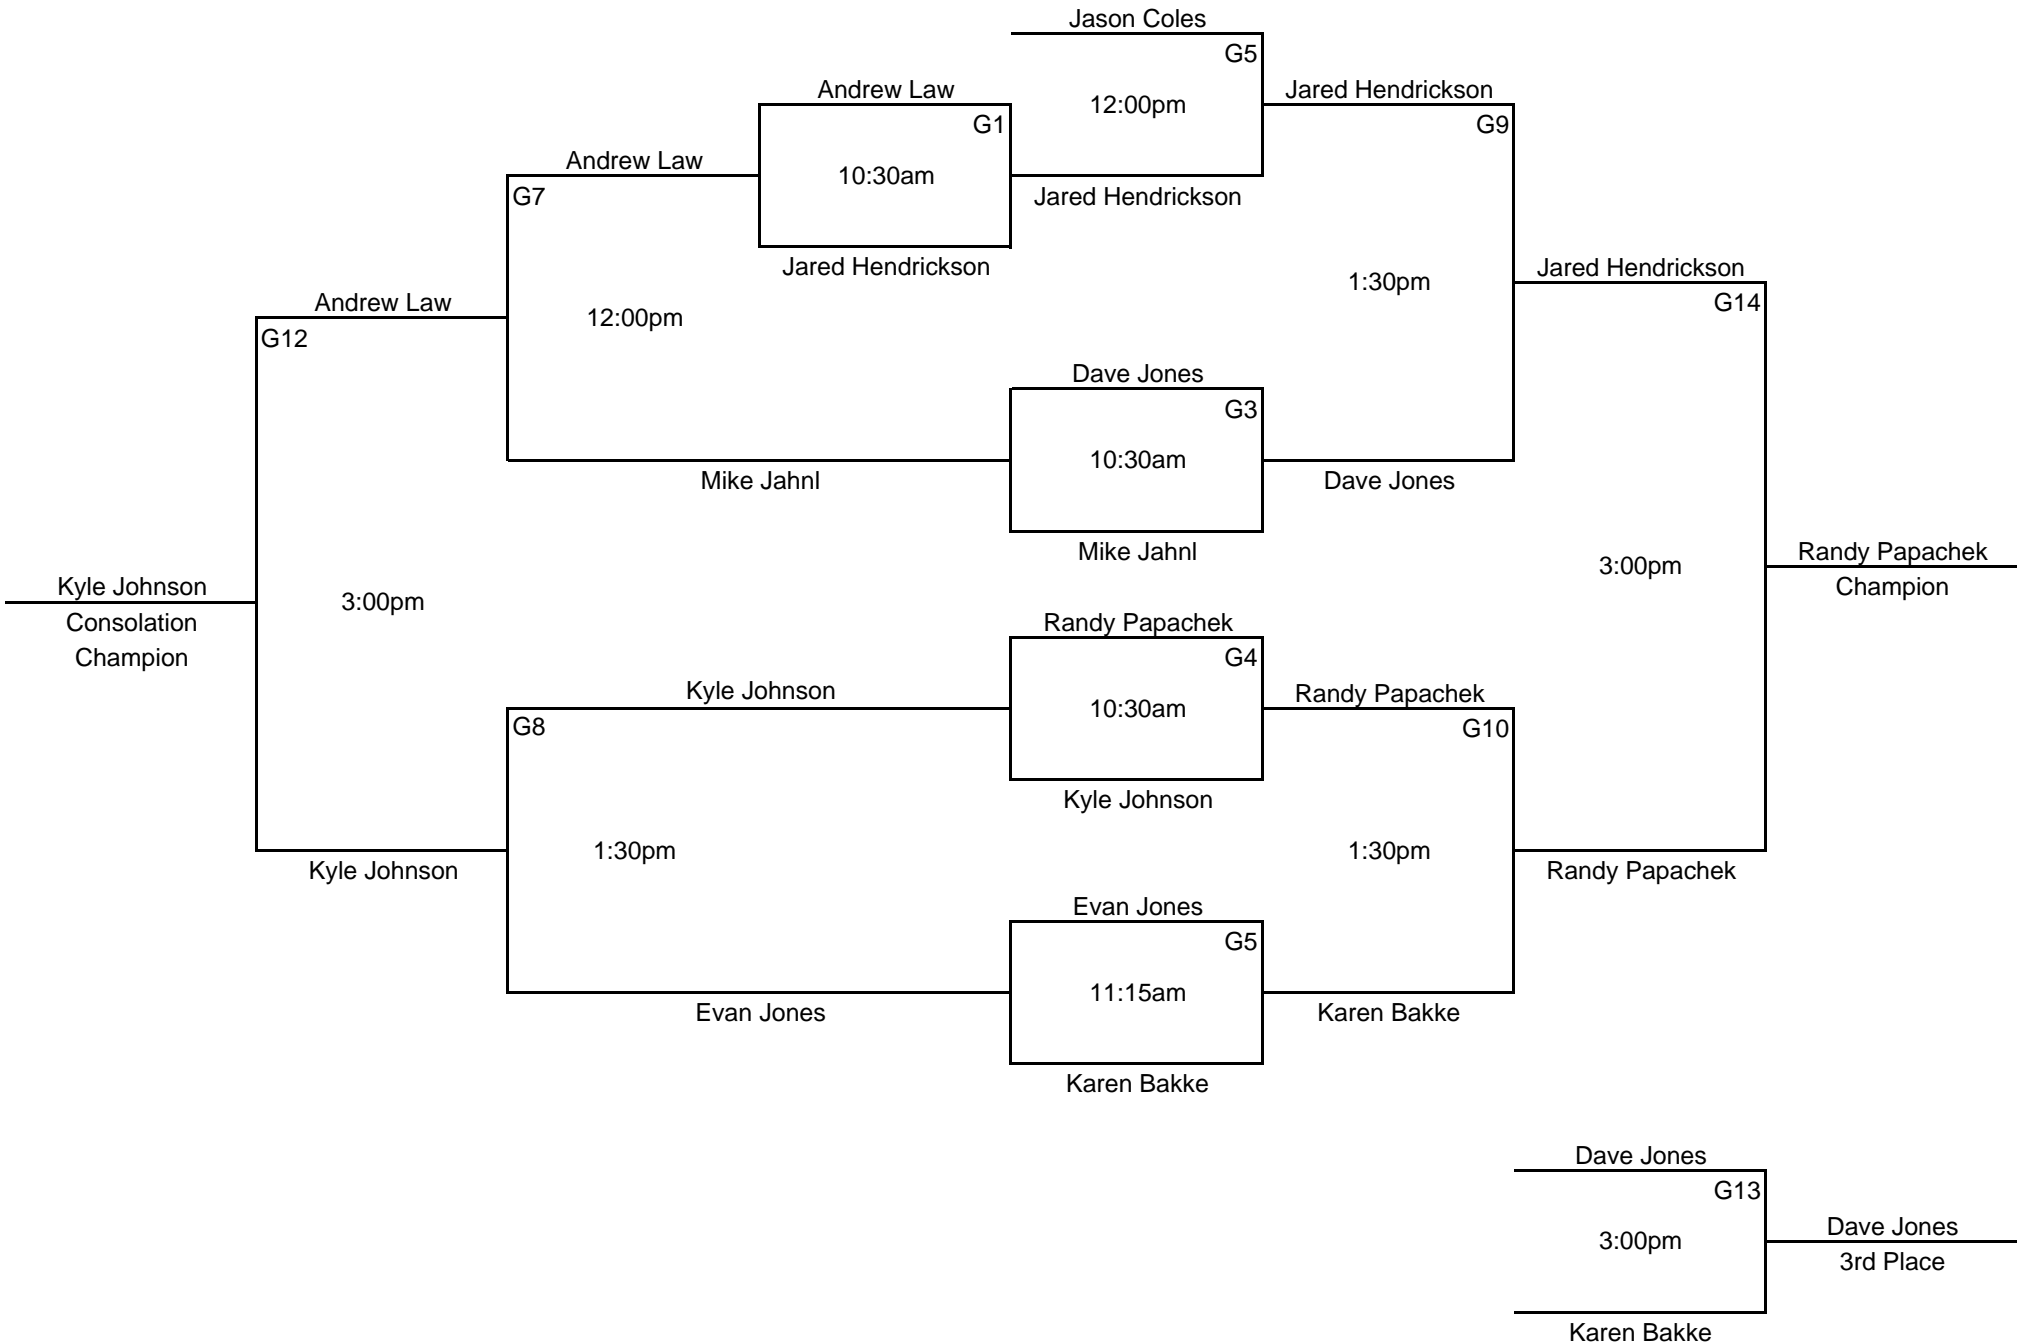 Jason Coles
G5
Andrew Law
12:00pm
Jared Hendrickson
G1
G9
Andrew Law
10:30am
G7
Jared Hendrickson
Jared Hendrickson
Jared Hendrickson
1:30pm
Andrew Law
12:00pm
G14
G12
Dave Jones
G3
10:30am
Mike Jahnl
Dave Jones
Mike Jahnl
3:00pm
Randy Papachek
Kyle Johnson
Champion
3:00pm
Consolation
Champion
Randy Papachek
G4
Kyle Johnson
Randy Papachek
10:30am
G8
G10
Kyle Johnson
1:30pm
1:30pm
Kyle Johnson
Randy Papachek
Evan Jones
G5
11:15am
Evan Jones
Karen Bakke
Karen Bakke
Dave Jones
G13
Dave Jones
3:00pm
3rd Place
Karen Bakke